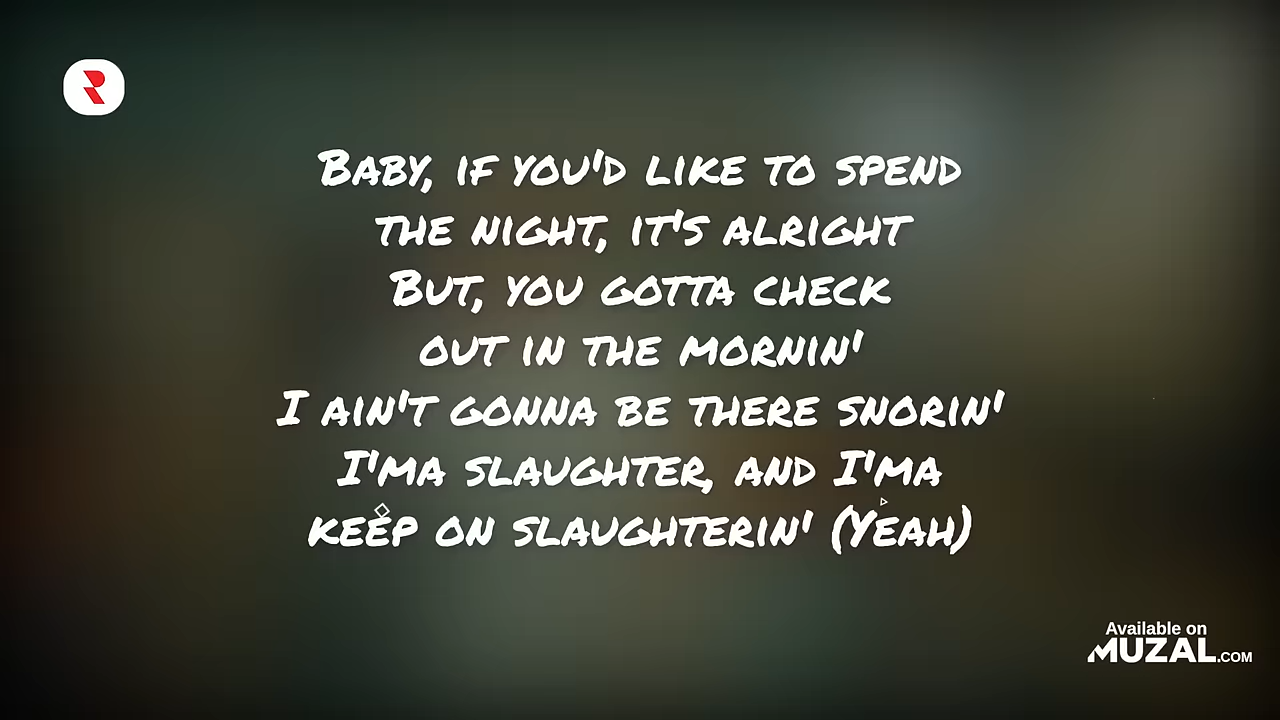 Baby, if you'd like to spend
the night, it's alright
But, you gotta check
out in the mornin'
I ain't gonna be there snorin'
I'ma slaughter, and I'ma
keep on slaughterin' (Yeah)
Available on
MUZAL.COM